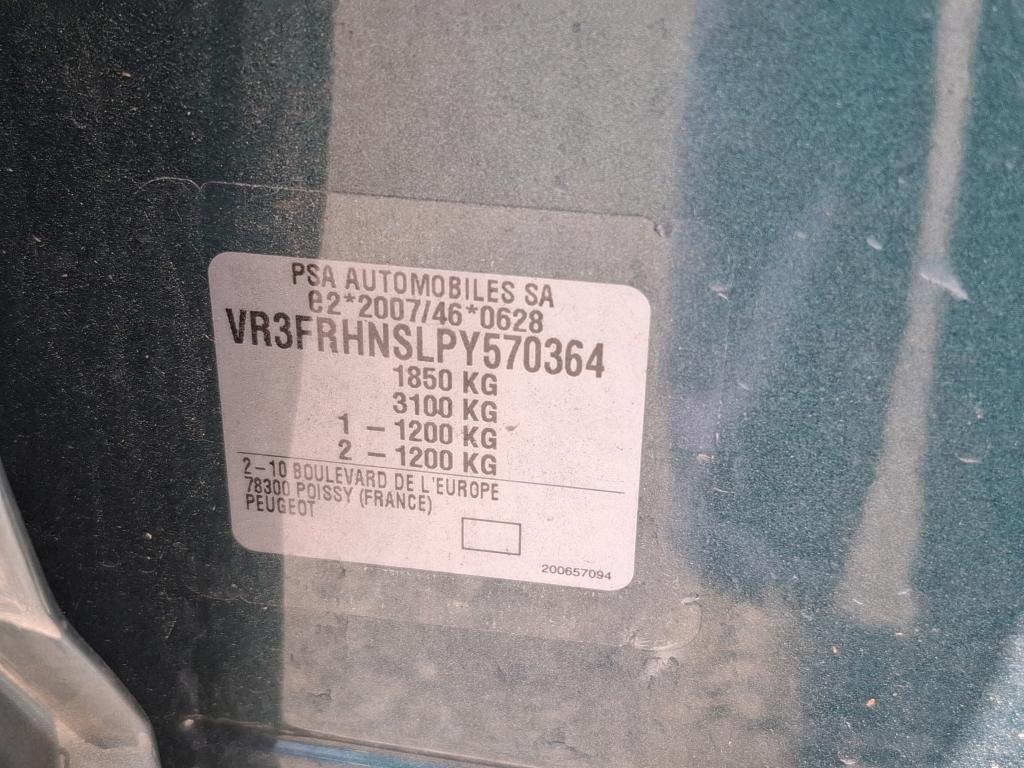 PSA AUTOMOBILES SA
e2*2007/46*0628
VR3FRHNSLPY570364
1850 KG
3100 KG
1 – 1200 KG
2 – 1200 KG
2–10 BOULEVARD DE L'EUROPE
78300 POISSY (FRANCE)
PEUGEOT
200657094